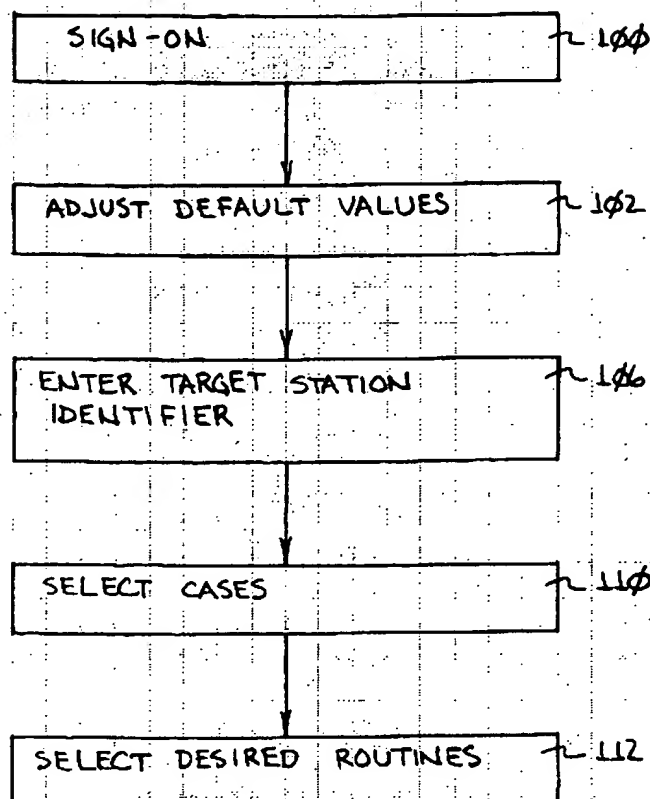 SIGN-ON 100
ADJUST DEFAULT VALUES 102
ENTER TARGET STATION 106
IDENTIFIER
SELECT CASES 110
SELECT DESIRED ROUTINES 112